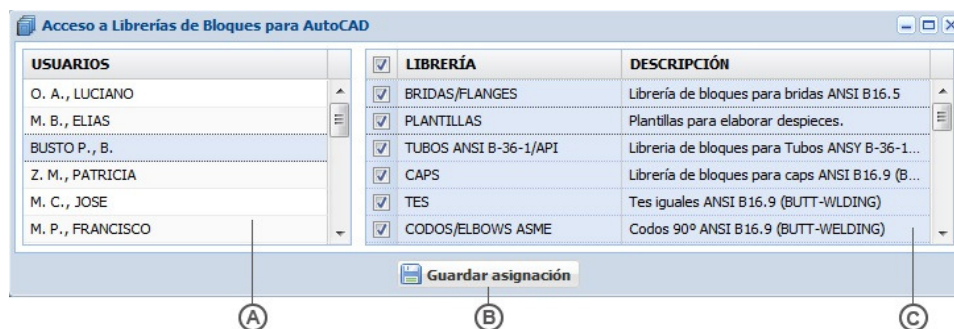 Acceso a Librerías de Bloques para AutoCAD
USUARIOS
O. A., LUCIANO
M. B., ELIAS
BUSTO P., B.
Z. M., PATRICIA
M. C., JOSE
M. P., FRANCISCO
LIBRERÍA DESCRIPCIÓN
BRIDAS/FLANGES Librería de bloques para bridas ANSI B16.5
PLANTILLAS Plantillas para elaborar despieces.
TUBOS ANSI B-36-1/API Libreria de bloques para Tubos ANSY B-36-1...
CAPS Librería de bloques para caps ANSI B16.9 (B...
TES Tes iguales ANSI B16.9 (BUTT-WLDING)
CODOS/ELBOWS ASME Codos 90º ANSI B16.9 (BUTT-WELDING)
Guardar asignación
A B C